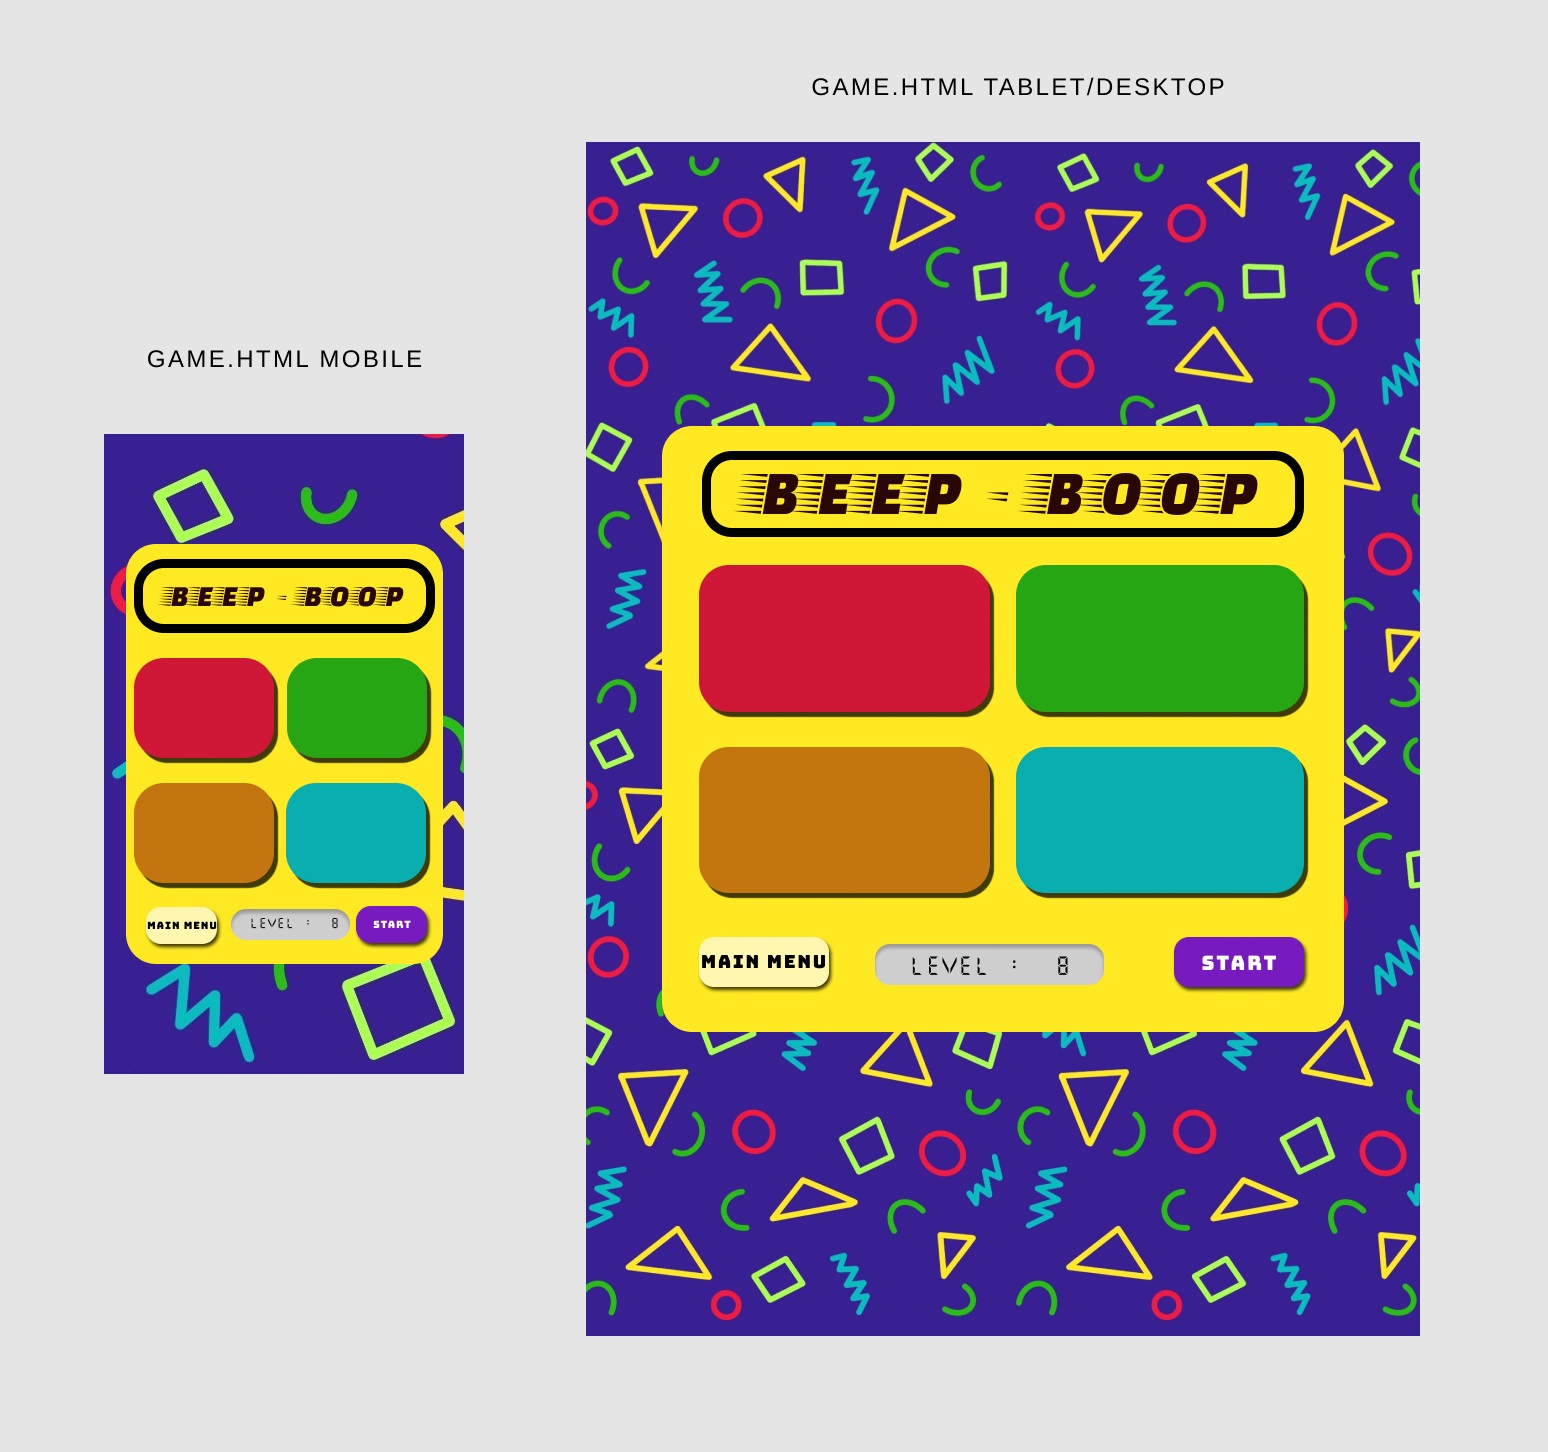 GAME.HTML TABLET/DESKTOP
GAME.HTML MOBILE
BEEP - BOOP
MAIN MENU
LEVEL : 8
START
BEEP - BOOP
MAIN MENU
LEVEL : 8
START